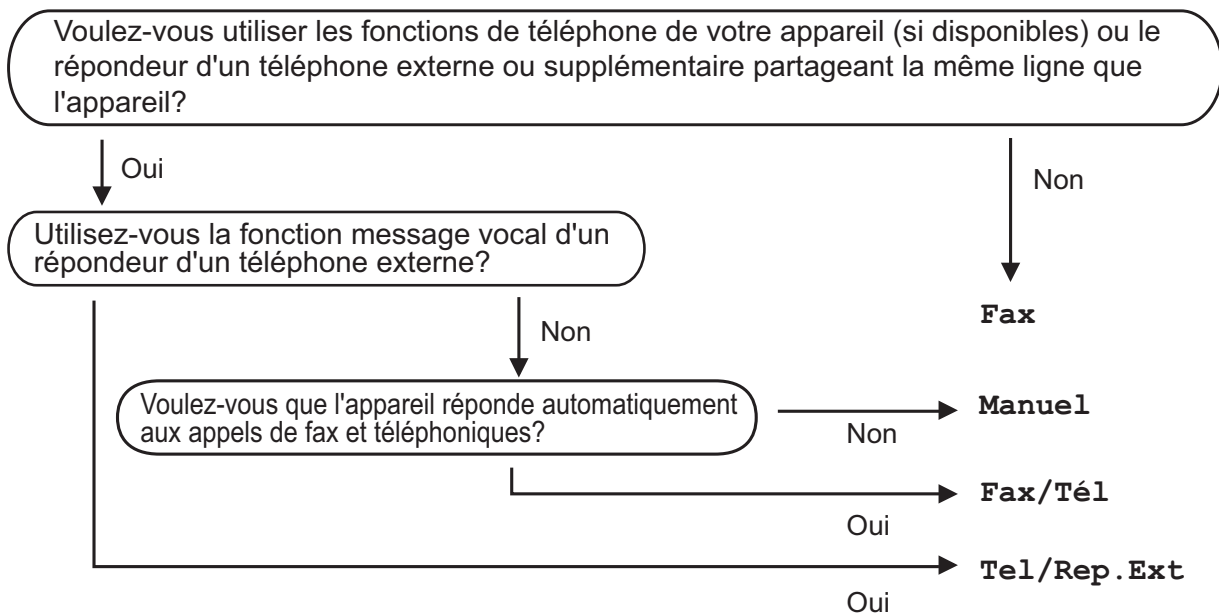 Voulez-vous utiliser les fonctions de téléphone de votre appareil (si disponibles) ou le
répondeur d'un téléphone externe ou supplémentaire partageant la même ligne que
l'appareil?
Oui
Non
Utilisez-vous la fonction message vocal d'un
répondeur d'un téléphone externe?
Fax
Non
Voulez-vous que l'appareil réponde automatiquement
aux appels de fax et téléphoniques?
Manuel
Non
Fax/Tél
Oui
Tel/Rep.Ext
Oui